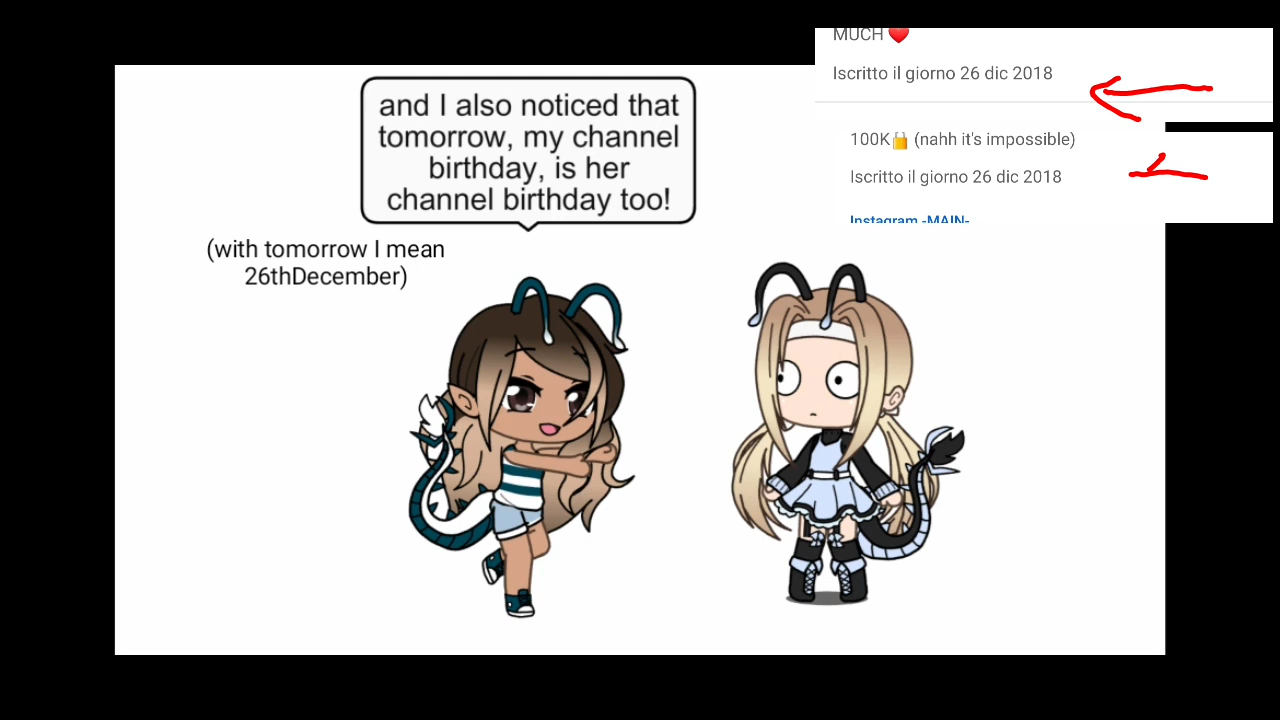 MUCH ❤️
Iscritto il giorno 26 dic 2018
100K🔒 (nahh it's impossible)
Iscritto il giorno 26 dic 2018
Instagram -MAIN-
and I also noticed that
tomorrow, my channel
birthday, is her
channel birthday too!
(with tomorrow I mean
26thDecember)